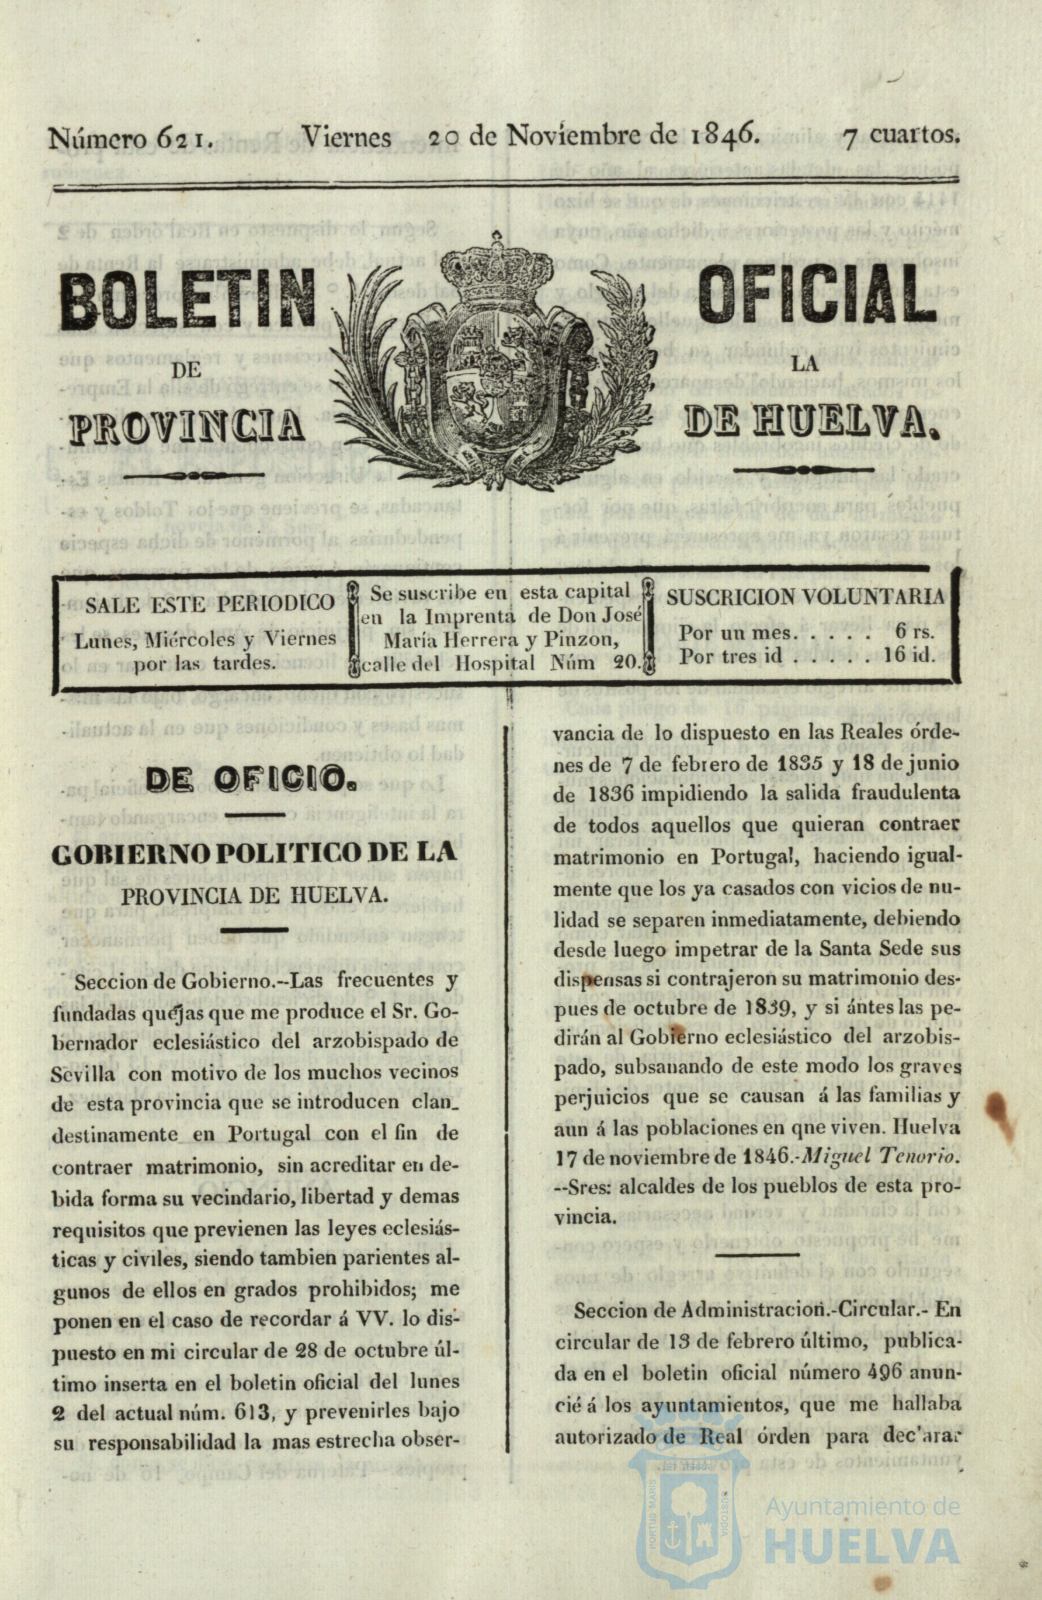 Número 621. Viernes 20 de Noviembre de 1846. 7 cuartos.
BOLETIN OFICIAL
DE LA
PROVINCIA DE HUELVA.
SALE ESTE PERIODICO
Lunes, Miércoles y Viernes
por las tardes.
Se suscribe en esta capital
en la Imprenta de Don José
María Herrera y Pinzon,
calle del Hospital Núm 20.
SUSCRICION VOLUNTARIA
Por un mes. . . . . 6 rs.
Por tres id . . . . . 16 id.
DE OFICIO.
GOBIERNO POLITICO DE LA
PROVINCIA DE HUELVA.
Seccion de Gobierno.--Las frecuentes y
fundadas quejas que me produce el Sr. Go-
bernador eclesiástico del arzobispado de
Sevilla con motivo de los muchos vecinos
de esta provincia que se introducen clan_
destinamente en Portugal con el fin de
contraer matrimonio, sin acreditar en de-
bida forma su vecindario, libertad y demas
requisitos que previenen las leyes eclesiás-
ticas y civiles, siendo tambien parientes al-
gunos de ellos en grados prohibidos; me
ponen en el caso de recordar á VV. lo dis-
puesto en mi circular de 28 de octubre úl-
timo inserta en el boletin oficial del lunes
2 del actual núm. 613, y prevenirles bajo
su responsabilidad la mas estrecha obser-
vancia de lo dispuesto en las Reales órde-
nes de 7 de febrero de 1835 y 18 de junio
de 1836 impidiendo la salida fraudulenta
de todos aquellos que quieran contraer
matrimonio en Portugal, haciendo igual-
mente que los ya casados con vicios de nu-
lidad se separen inmediatamente, debiendo
desde luego impetrar de la Santa Sede sus
dispensas si contrajeron su matrimonio des-
pues de octubre de 1839, y si ántes las pe-
dirán al Gobierno eclesiástico del arzobis-
pado, subsanando de este modo los graves
perjuicios que se causan á las familias y
aun á las poblaciones en qne viven. Huelva
17 de noviembre de 1846.-Miguel Tenorio.
--Sres: alcaldes de los pueblos de esta pro-
vincia.
Seccion de Administracion.-Circular.- En
circular de 13 de febrero último, publica-
da en el boletin oficial número 496 anun-
cié á los ayuntamientos, que me hallaba
autorizado de Real órden para dec'arar
PORTUS MARIS CUSTODIA
Ayuntamiento de
HUELVA